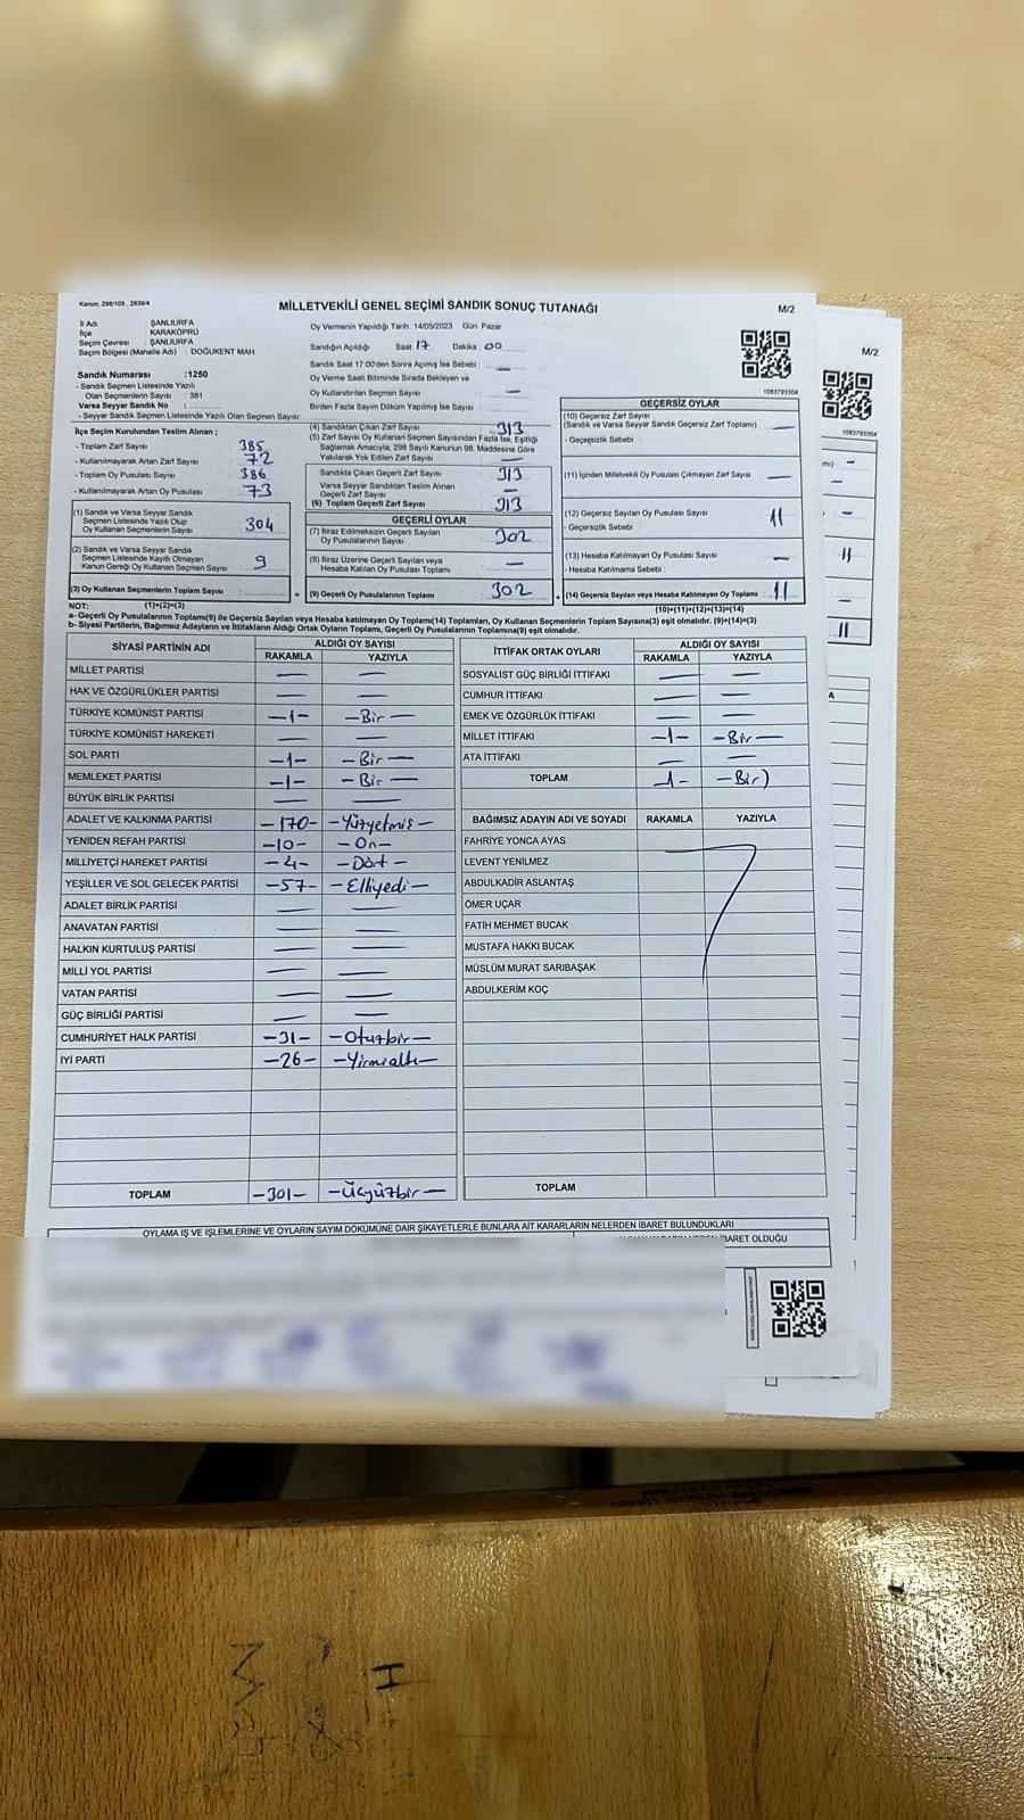 Kanun: 298/105 , 2839/4
MİLLETVEKİLİ GENEL SEÇİMİ SANDIK SONUÇ TUTANAĞI
M/2
İl Adı : ŞANLIURFA
İlçe : KARAKÖPRÜ
Seçim Çevresi : ŞANLIURFA
Seçim Bölgesi (Mahalle Adı) : DOĞUKENT MAH
Sandık Numarası :1250
- Sandık Seçmen Listesinde Yazılı
Olan Seçmenlerin Sayısı : 381
Varsa Seyyar Sandık No :
- Seyyar Sandık Seçmen Listesinde Yazılı Olan Seçmen Sayısı:
Oy Vermenin Yapıldığı Tarih: 14/05/2023 Gün: Pazar
Sandığın Açıldığı Saat 17 Dakika 00
Sandık Saat 17:00'den Sonra Açılmış İse Sebebi —
Oy Verme Saati Bitiminde Sırada Bekleyen ve
Oy Kullandırılan Seçmen Sayısı —
Birden Fazla Sayım Döküm Yapılmış İse Sayısı
1083785504
İlçe Seçim Kurulundan Teslim Alınan ;
- Toplam Zarf Sayısı 385
- Kullanılmayarak Artan Zarf Sayısı 72
- Toplam Oy Pusulası Sayısı 386
- Kullanılmayarak Artan Oy Pusulası 73
(1) Sandık ve Varsa Seyyar Sandık
Seçmen Listesinde Yazılı Olup
Oy Kullanan Seçmenlerin Sayısı 304
(2) Sandık ve Varsa Seyyar Sandık
Seçmen Listesinde Kayıtlı Olmayan
Kanun Gereği Oy Kullanan Seçmen Sayısı 9
(3) Oy Kullanan Seçmenlerin Toplam Sayısı
(1)+(2)=(3)
(4) Sandıktan Çıkan Zarf Sayısı 313
(5) Zarf Sayısı Oy Kullanan Seçmen Sayısından Fazla İse, Eşitliği
Sağlamak Amacıyla, 298 Sayılı Kanunun 98. Maddesine Göre
Yakılarak Yok Edilen Zarf Sayısı —
Sandıkta Çıkan Geçerli Zarf Sayısı 313
Varsa Seyyar Sandıktan Teslim Alınan
Geçerli Zarf Sayısı —
(6) Toplam Geçerli Zarf Sayısı 313
GEÇERLİ OYLAR
(7) İtiraz Edilmeksizin Geçerli Sayılan
Oy Pusulalarının Sayısı 302
(8) İtiraz Üzerine Geçerli Sayılan veya
Hesaba Katılan Oy Pusulası Toplamı —
= (9) Geçerli Oy Pusulalarının Toplamı 302
GEÇERSİZ OYLAR
(10) Geçersiz Zarf Sayısı
(Sandık ve Varsa Seyyar Sandık Geçersiz Zarf Toplamı) —
- Geçersizlik Sebebi
(11) İçinden Milletvekili Oy Pusulası Çıkmayan Zarf Sayısı —
(12) Geçersiz Sayılan Oy Pusulası Sayısı 11
- Geçersizlik Sebebi
(13) Hesaba Katılmayan Oy Pusulası Sayısı —
- Hesaba Katılmama Sebebi :
+ (14) Geçersiz Sayılan veya Hesaba Katılmayan Oy Toplamı 11
(10)+(11)+(12)+(13)=(14)
NOT:
a- Geçerli Oy Pusulalarının Toplamı(9) ile Geçersiz Sayılan veya Hesaba katılmayan Oy Toplamı(14) Toplamları, Oy Kullanan Seçmenlerin Toplam Sayısına(3) eşit olmalıdır. (9)+(14)=(3)
b- Siyasi Partilerin, Bağımsız Adayların ve İttifakların Aldığı Ortak Oyların Toplamı, Geçerli Oy Pusulalarının Toplamına(9) eşit olmalıdır.
SİYASİ PARTİNİN ADI ALDIĞI OY SAYISI
RAKAMLA YAZIYLA
MİLLET PARTİSİ — —
HAK VE ÖZGÜRLÜKLER PARTİSİ — —
TÜRKİYE KOMÜNİST PARTİSİ —1— —Bir—
TÜRKİYE KOMÜNİST HAREKETİ — —
SOL PARTİ —1— —Bir—
MEMLEKET PARTİSİ —1— —Bir—
BÜYÜK BİRLİK PARTİSİ — —
ADALET VE KALKINMA PARTİSİ —170— —Yüzyetmiş—
YENİDEN REFAH PARTİSİ —10— —On—
MİLLİYETÇİ HAREKET PARTİSİ —4— —Dört—
YEŞİLLER VE SOL GELECEK PARTİSİ —57— —Elliyedi—
ADALET BİRLİK PARTİSİ — —
ANAVATAN PARTİSİ — —
HALKIN KURTULUŞ PARTİSİ — —
MİLLİ YOL PARTİSİ — —
VATAN PARTİSİ — —
GÜÇ BİRLİĞİ PARTİSİ — —
CUMHURİYET HALK PARTİSİ —31— —Otuzbir—
İYİ PARTİ —26— —Yirmialtı—
TOPLAM —301— —Üçyüzbir—
İTTİFAK ORTAK OYLARI ALDIĞI OY SAYISI
RAKAMLA YAZIYLA
SOSYALİST GÜÇ BİRLİĞİ İTTİFAKI — —
CUMHUR İTTİFAKI — —
EMEK VE ÖZGÜRLÜK İTTİFAKI — —
MİLLET İTTİFAKI —1— —Bir—
ATA İTTİFAKI — —
TOPLAM 1— —Bir)
BAĞIMSIZ ADAYIN ADI VE SOYADI RAKAMLA YAZIYLA
FAHRİYE YONCA AYAS
LEVENT YENİLMEZ
ABDULKADİR ASLANTAŞ
ÖMER UÇAR
FATİH MEHMET BUCAK
MUSTAFA HAKKI BUCAK
MÜSLÜM MURAT SARIBAŞAK
ABDULKERİM KOÇ
TOPLAM
OYLAMA İŞ VE İŞLEMLERİNE VE OYLARIN SAYIM DÖKÜMÜNE DAİR ŞİKAYETLERLE BUNLARA AİT KARARLARIN NELERDEN İBARET BULUNDUKLARI
İBARET OLDUĞU
M/2
1083785504
—
—
—
11
—
11